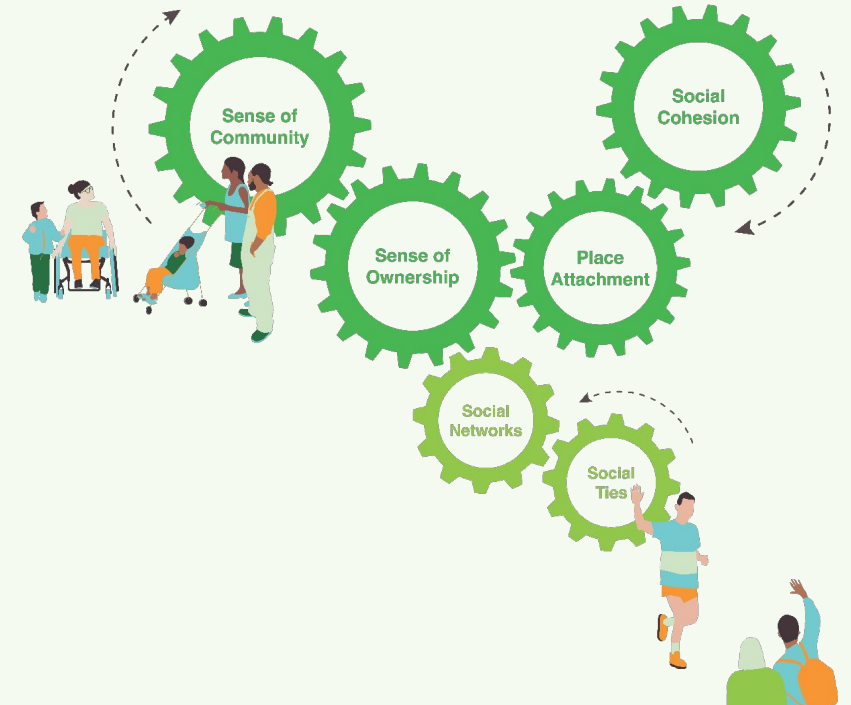 Sense of
Community
Social
Cohesion
Sense of
Ownership
Place
Attachment
Social
Networks
Social
Ties